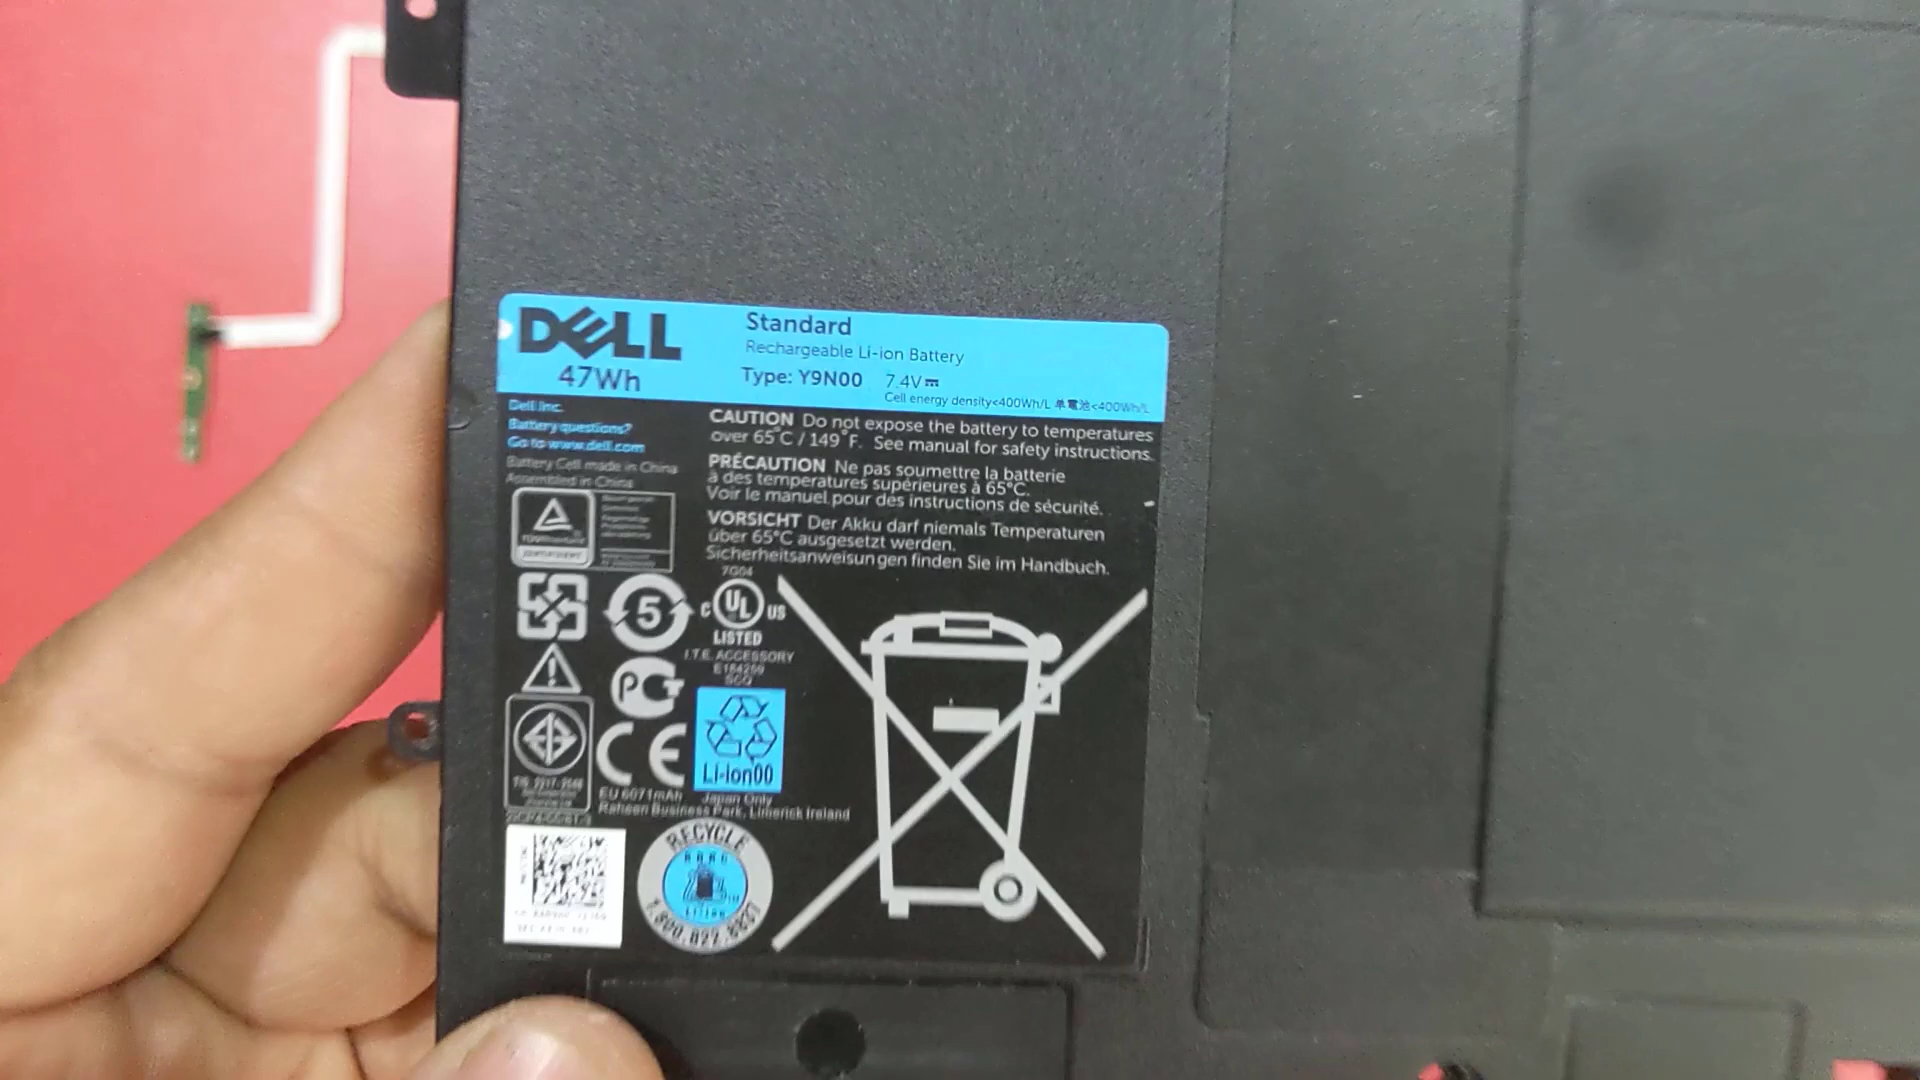 DELL
47Wh
Standard
Rechargeable Li-ion Battery
Type: Y9N00 7.4V
Cell energy density<400Wh/L 单電池<400Wh/L
Dell Inc.
Battery questions?
Go to www.dell.com
Battery Cell made in China
Assembled in China
CAUTION Do not expose the battery to temperatures
over 65°C / 149°F. See manual for safety instructions.
PRÉCAUTION Ne pas soumettre la batterie
à des temperatures supérieures à 65°C.
Voir le manuel pour des instructions de sécurité.
VORSICHT Der Akku darf niemals Temperaturen
über 65°C ausgesetzt werden.
Sicherheitsanweisungen finden Sie im Handbuch.
7G04
5
C UL US
LISTED
I.T.E. ACCESSORY
PCT
CE
Li-ion00
EU 6071mAh Japan Only
Raheen Business Park, Limerick Ireland
RECYCLE